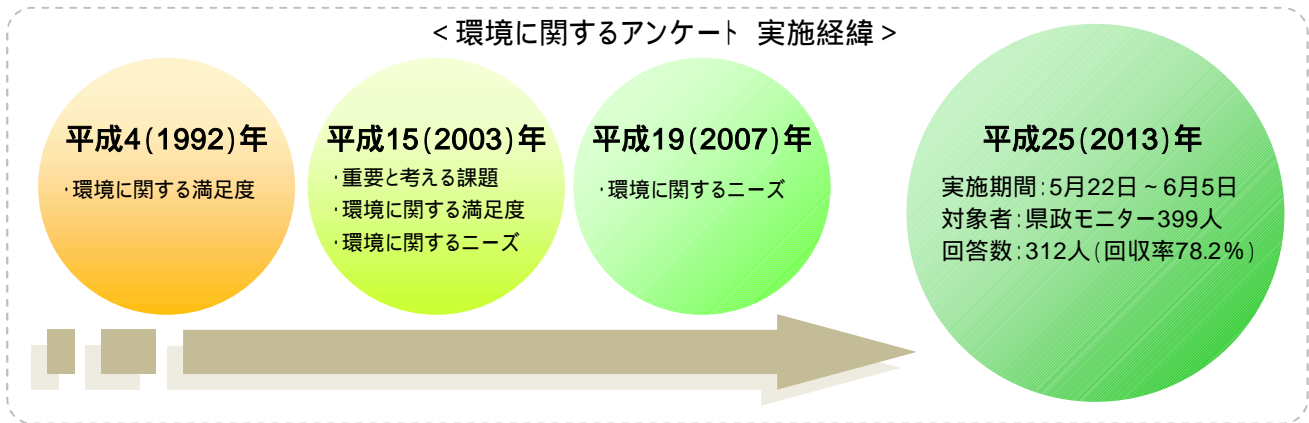 <環境に関するアンケート 実施経緯>
平成4(1992)年
・環境に関する満足度
平成15(2003)年
・重要と考える課題
・環境に関する満足度
・環境に関するニーズ
平成19(2007)年
・環境に関するニーズ
平成25(2013)年
実施期間:5月22日~6月5日
対象者:県政モニター399人
回答数:312人(回収率78.2%)